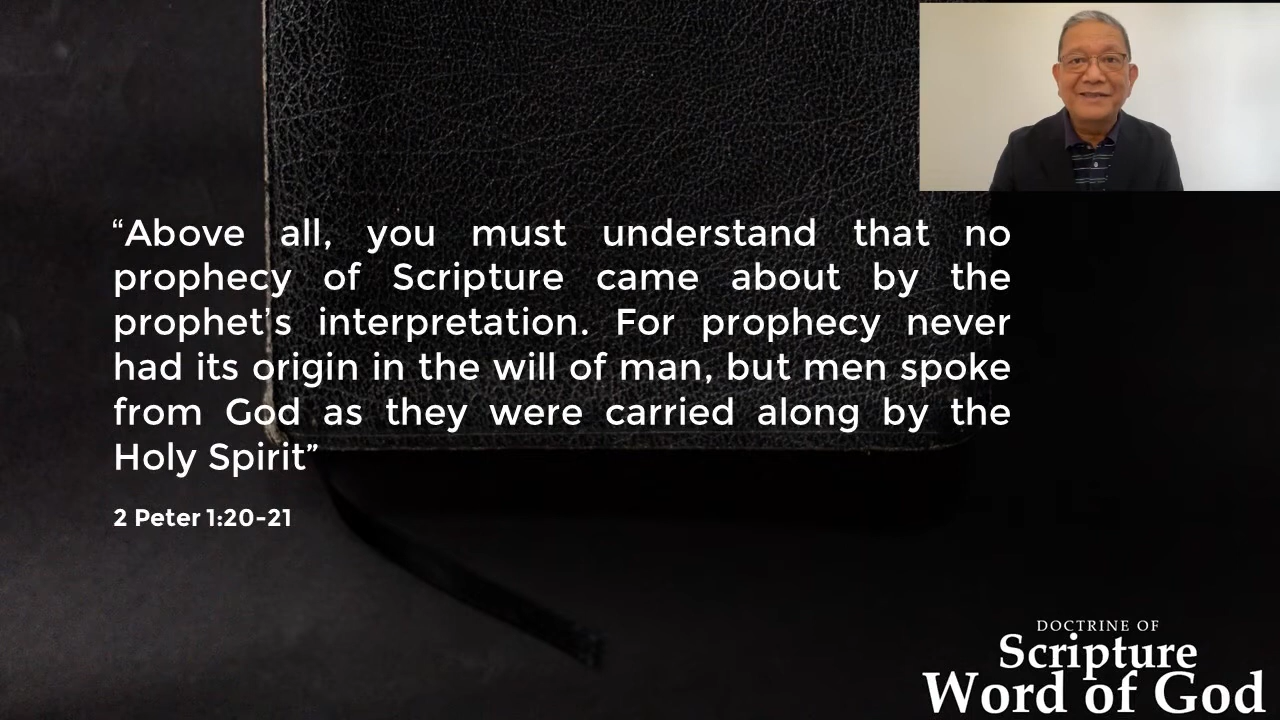 “Above all, you must understand that no
prophecy of Scripture came about by the
prophet’s interpretation. For prophecy never
had its origin in the will of man, but men spoke
from God as they were carried along by the
Holy Spirit”
2 Peter 1:20-21
DOCTRINE OF
Scripture
Word of God